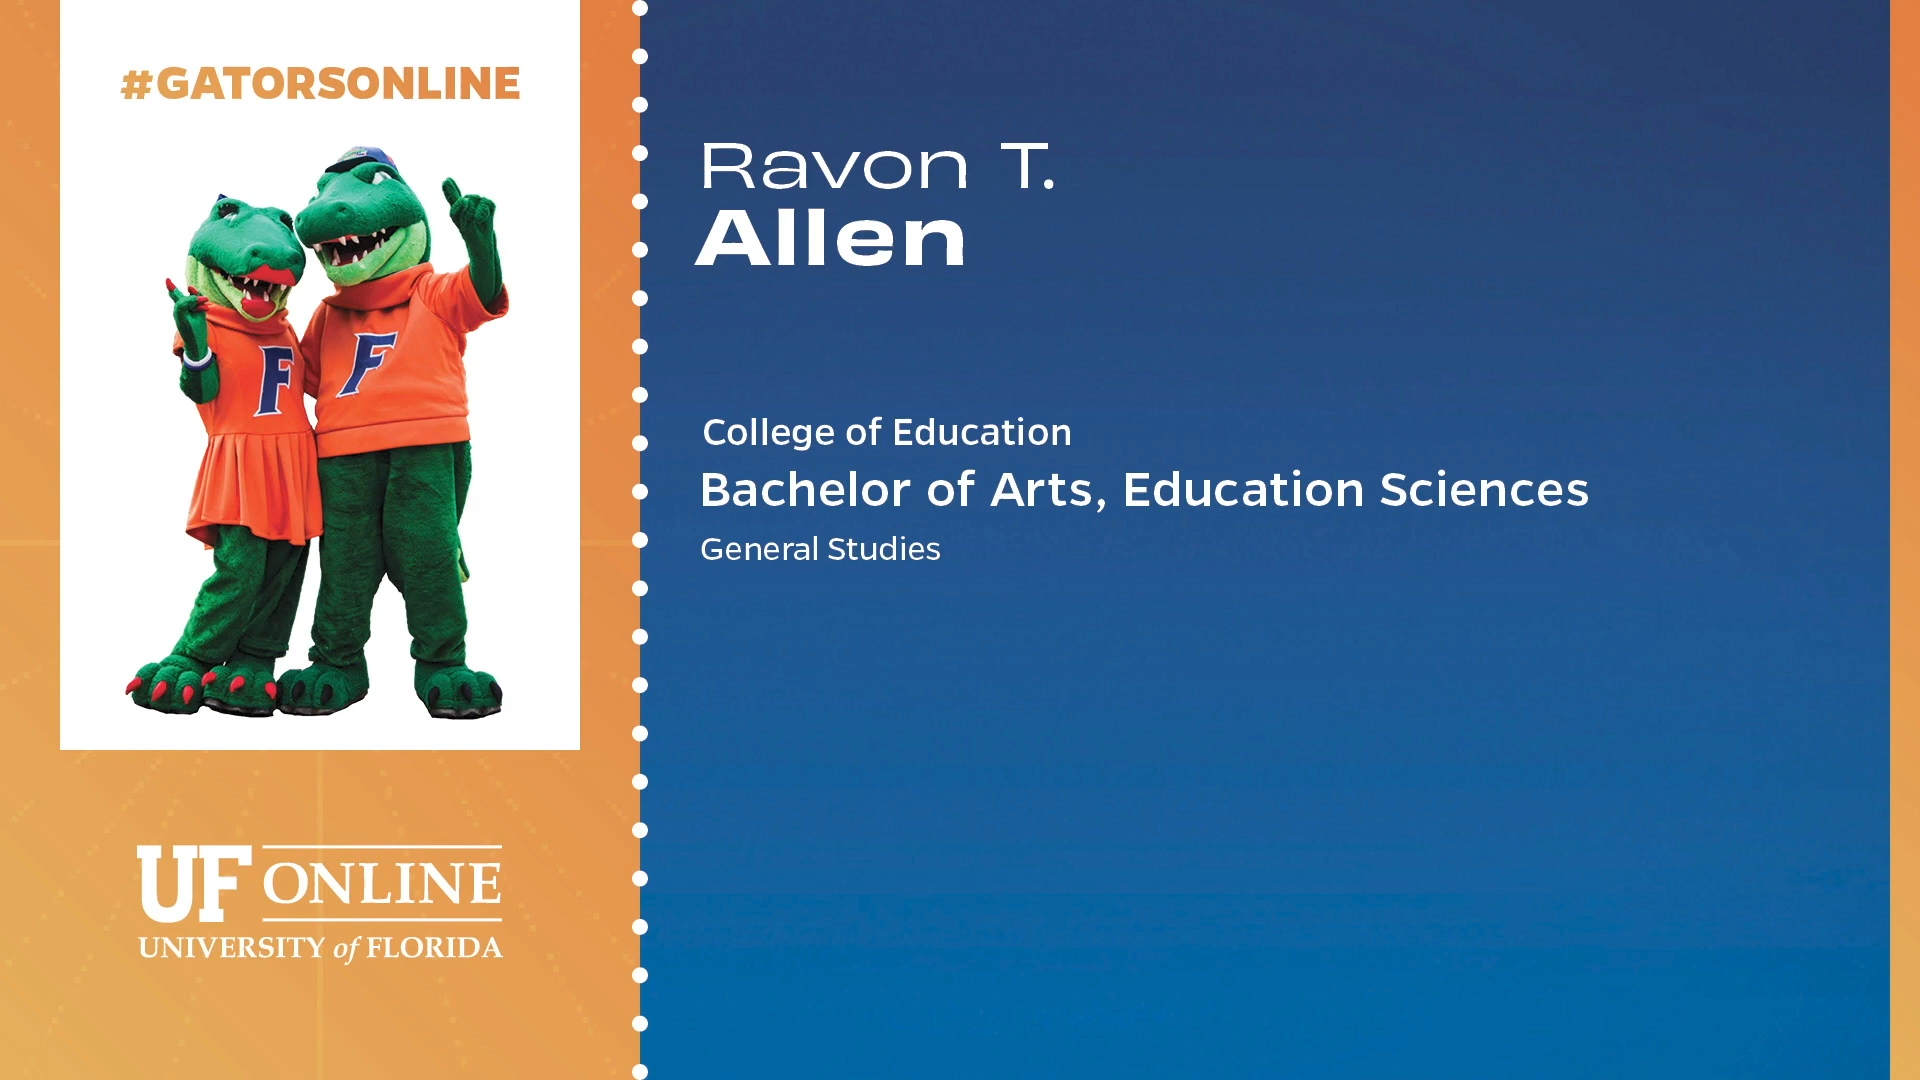 #GATORSONLINE
F
F
UF ONLINE
UNIVERSITY of FLORIDA
Ravon T.
Allen
College of Education
Bachelor of Arts, Education Sciences
General Studies